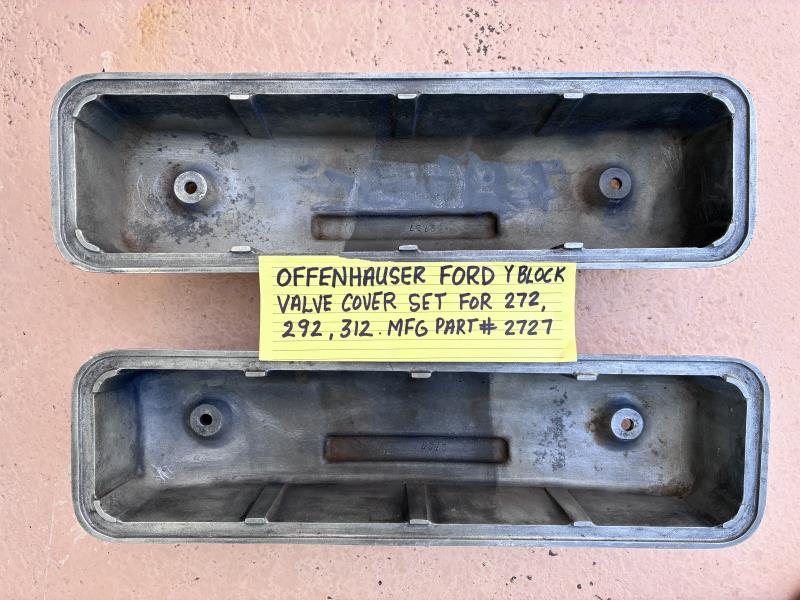 OFFENHAUSER FORD Y BLOCK
VALVE COVER SET FOR 272,
292, 312. MFG PART# 2727